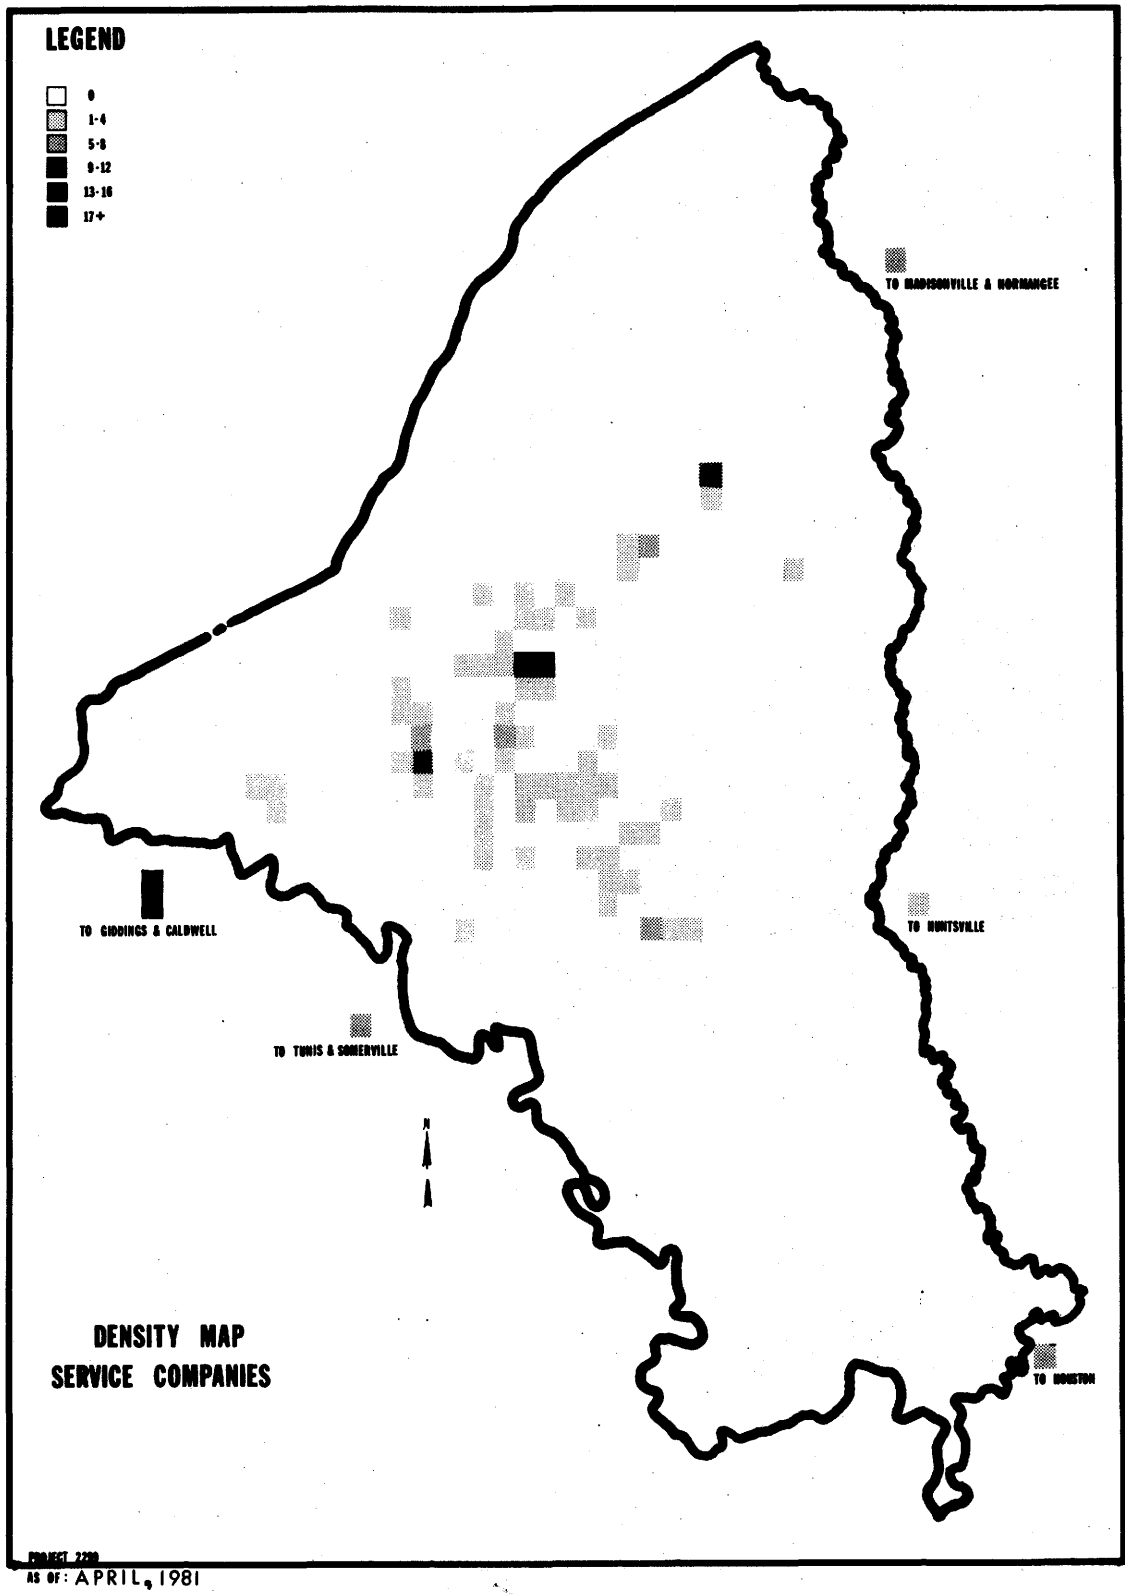 LEGEND
0
1-4
5-8
9-12
13-16
17+
TO MADISONVILLE & NORMANGEE
TO GIDDINGS & CALDWELL
TO HUNTSVILLE
TO TUNIS & SOMERVILLE
N
DENSITY MAP
SERVICE COMPANIES
TO HOUSTON
PROJECT 2290
AS OF: APRIL, 1981